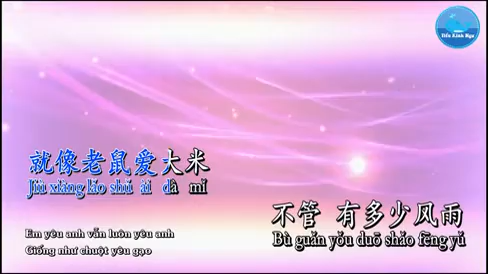 Tiểu Kính Nga
就像老鼠爱大米
Jiù xiàng lǎo shǔ ài dà mǐ
不管 有多少风雨
Bù guǎn yǒu duō shǎo fēng yǔ
Em yêu anh vẫn luôn yêu anh
Giống như chuột yêu gạo